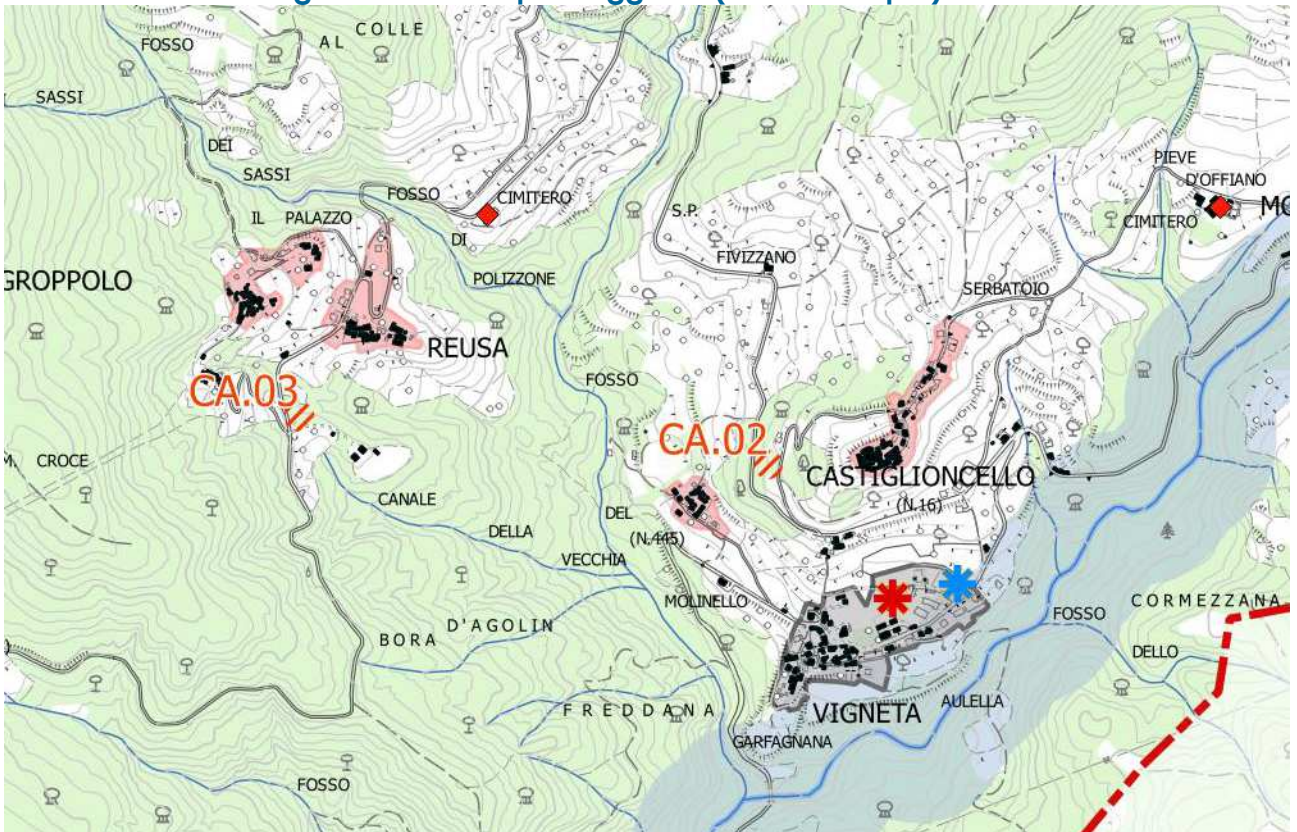 FOSSO
AL COLLE
SASSI
DEI
SASSI
FOSSO
CIMITERO
DI
IL PALAZZO
POLIZZONE
S.P.
FIVIZZANO
PIEVE
D'OFFIANO
CIMITERO
MO
GROPPOLO
REUSA
SERBATOIO
CA.03
FOSSO
CA.02
CASTIGLIONCELLO
(N.16)
M. CROCE
CANALE
DELLA
DEL
(N.445)
VECCHIA
MOLINELLO
BORA D'AGOLIN
FOSSO
CORMEZZANA
DELLO
FREDDANA
VIGNETA
AULELLA
GARFAGNANA
FOSSO